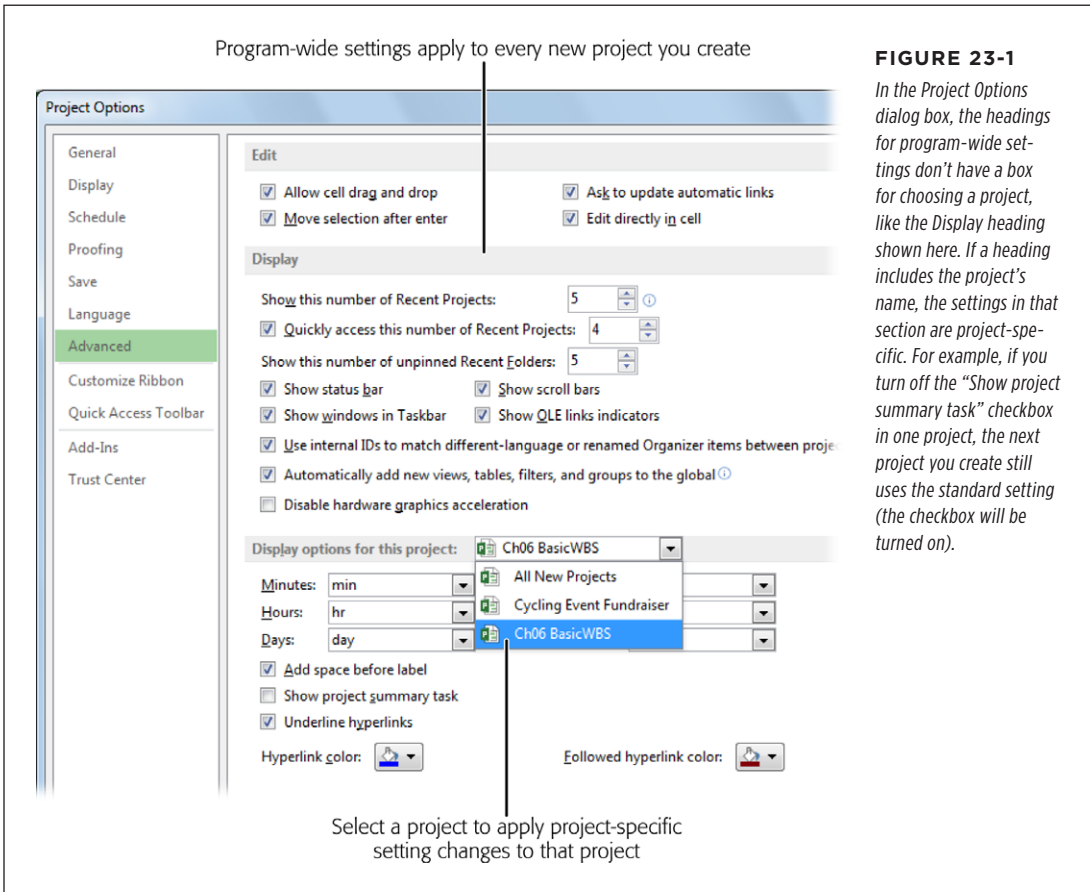 Program-wide settings apply to every new project you create
Project Options
General
Display
Schedule
Proofing
Save
Language
Advanced
Customize Ribbon
Quick Access Toolbar
Add-Ins
Trust Center
Edit
Allow cell drag and drop
Ask to update automatic links
Move selection after enter
Edit directly in cell
Display
Show this number of Recent Projects: 5
Quickly access this number of Recent Projects: 4
Show this number of unpinned Recent Folders: 5
Show status bar
Show scroll bars
Show windows in Taskbar
Show OLE links indicators
Use internal IDs to match different-language or renamed Organizer items between
Automatically add new views, tables, filters, and groups to the global
Disable hardware graphics acceleration
Display options for this project: Ch06 BasicWBS
All New Projects
Cycling Event Fundraiser
Ch06 BasicWBS
Minutes: min
Hours: hr
Days: day
Add space before label
Show project summary task
Underline hyperlinks
Hyperlink color:
Followed hyperlink color:
Select a project to apply project-specific
setting changes to that project
FIGURE 23-1
In the Project Options
dialog box, the headings
for program-wide set-
tings don't have a box
for choosing a project,
like the Display heading
shown here. If a heading
includes the project's
name, the settings in that
section are project-spe-
cific. For example, if you
turn off the “Show project
summary task” checkbox
in one project, the next
project you create still
uses the standard setting
(the checkbox will be
turned on).